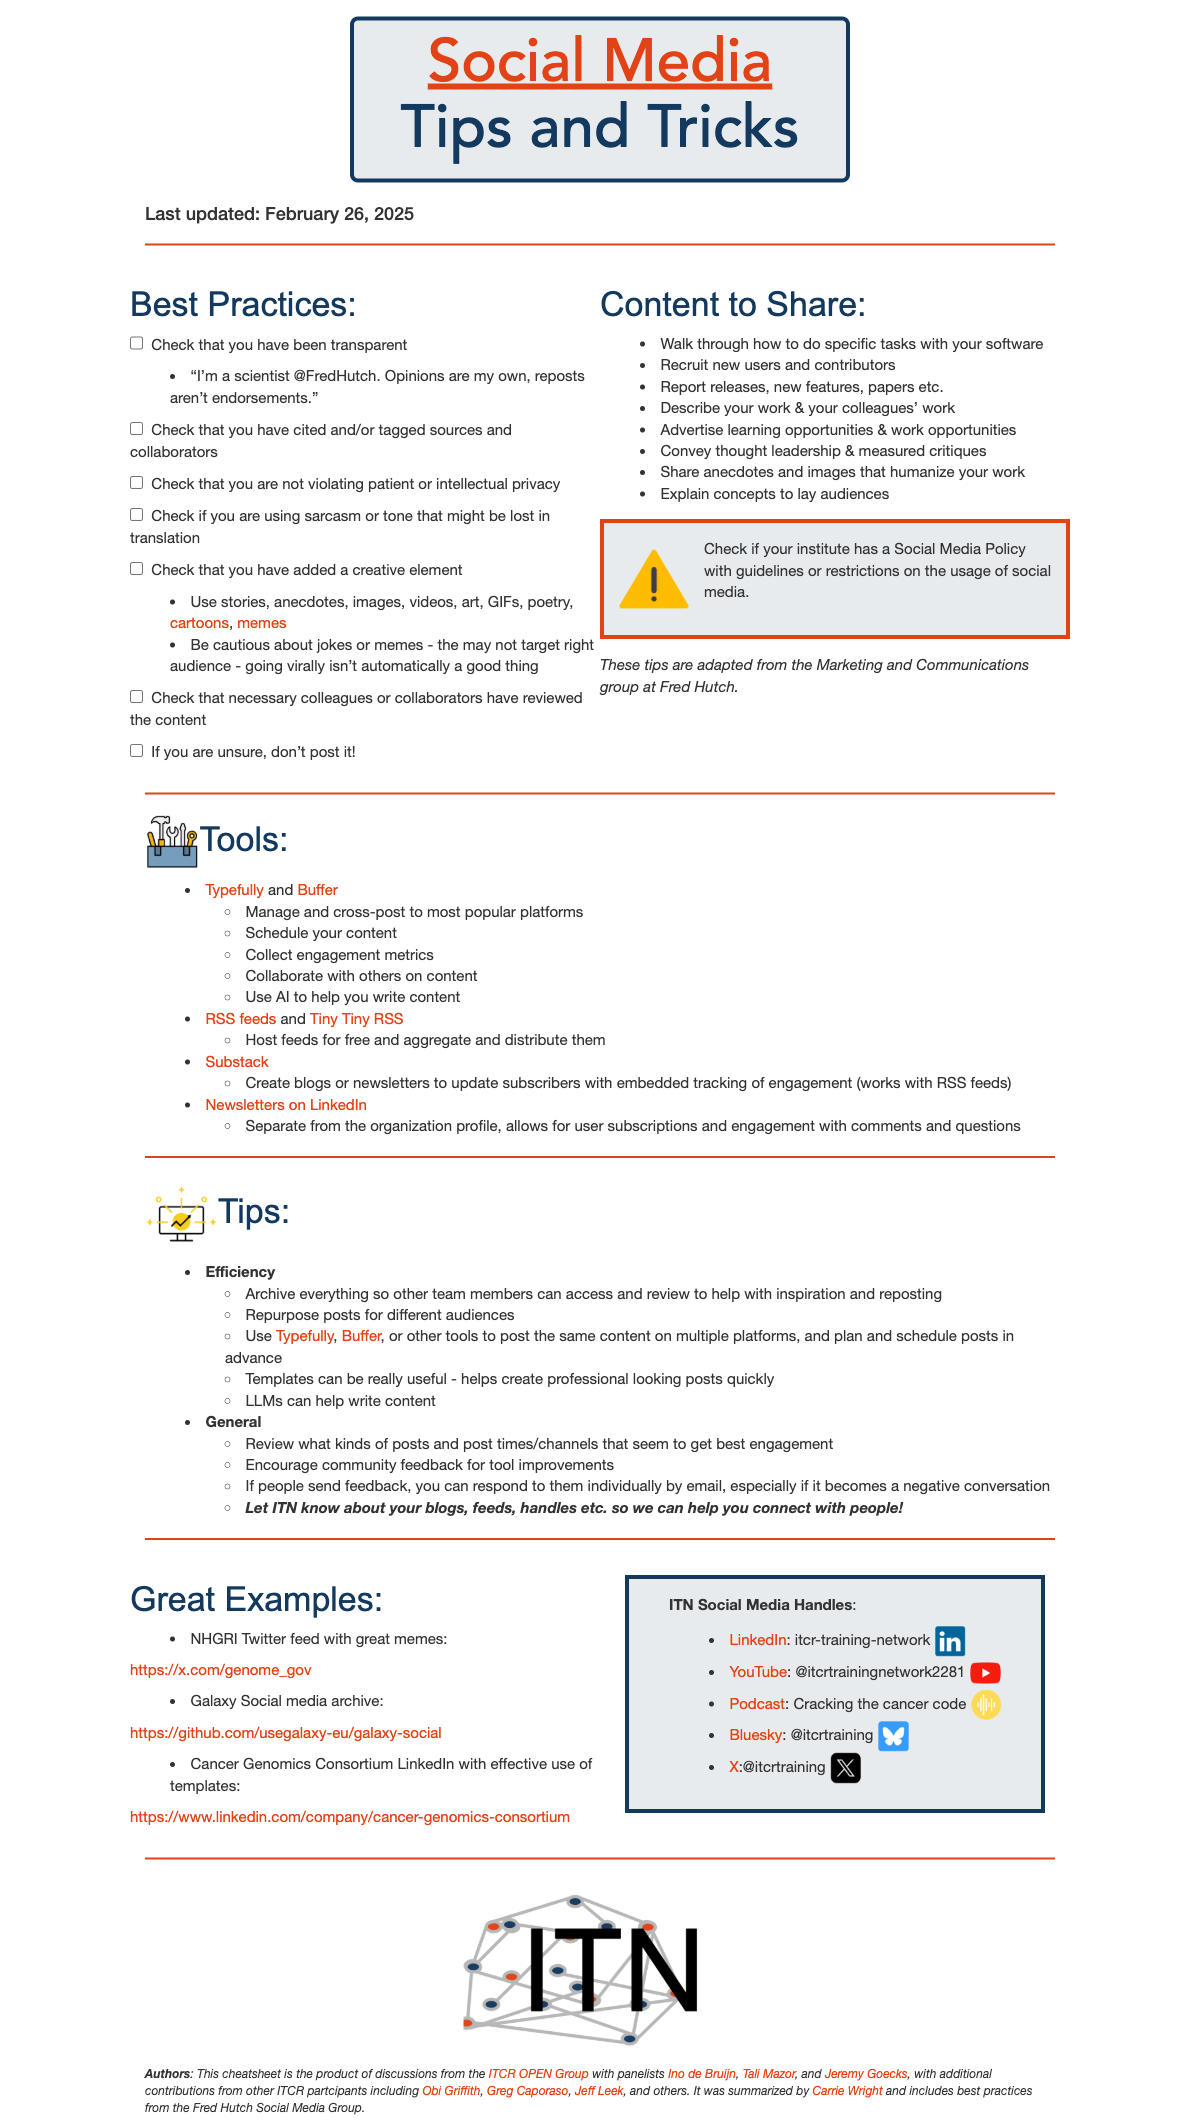 Social Media
Tips and Tricks
Last updated: February 26, 2025
Best Practices:
Check that you have been transparent
“I’m a scientist @FredHutch. Opinions are my own, reposts
aren’t endorsements.”
Check that you have cited and/or tagged sources and
collaborators
Check that you are not violating patient or intellectual privacy
Check if you are using sarcasm or tone that might be lost in
translation
Check that you have added a creative element
Use stories, anecdotes, images, videos, art, GIFs, poetry,
cartoons, memes
Be cautious about jokes or memes - the may not target right
audience - going virally isn’t automatically a good thing
Check that necessary colleagues or collaborators have reviewed
the content
If you are unsure, don’t post it!
Content to Share:
Walk through how to do specific tasks with your software
Recruit new users and contributors
Report releases, new features, papers etc.
Describe your work & your colleagues’ work
Advertise learning opportunities & work opportunities
Convey thought leadership & measured critiques
Share anecdotes and images that humanize your work
Explain concepts to lay audiences
Check if your institute has a Social Media Policy
with guidelines or restrictions on the usage of social
media.
These tips are adapted from the Marketing and Communications
group at Fred Hutch.
Tools:
Typefully and Buffer
Manage and cross-post to most popular platforms
Schedule your content
Collect engagement metrics
Collaborate with others on content
Use AI to help you write content
RSS feeds and Tiny Tiny RSS
Host feeds for free and aggregate and distribute them
Substack
Create blogs or newsletters to update subscribers with embedded tracking of engagement (works with RSS feeds)
Newsletters on LinkedIn
Separate from the organization profile, allows for user subscriptions and engagement with comments and questions
Tips:
Efficiency
Archive everything so other team members can access and review to help with inspiration and reposting
Repurpose posts for different audiences
Use Typefully, Buffer, or other tools to post the same content on multiple platforms, and plan and schedule posts in
advance
Templates can be really useful - helps create professional looking posts quickly
LLMs can help write content
General
Review what kinds of posts and post times/channels that seem to get best engagement
Encourage community feedback for tool improvements
If people send feedback, you can respond to them individually by email, especially if it becomes a negative conversation
Let ITN know about your blogs, feeds, handles etc. so we can help you connect with people!
Great Examples:
NHGRI Twitter feed with great memes:
https://x.com/genome_gov
Galaxy Social media archive:
https://github.com/usegalaxy-eu/galaxy-social
Cancer Genomics Consortium LinkedIn with effective use of
templates:
https://www.linkedin.com/company/cancer-genomics-consortium
ITN Social Media Handles:
LinkedIn: itcr-training-network in
YouTube: @itcrtrainingnetwork2281
Podcast: Cracking the cancer code
Bluesky: @itcrtraining
X:@itcrtraining X
ITN
Authors: This cheatsheet is the product of discussions from the ITCR OPEN Group with panelists Ino de Bruijn, Tali Mazor, and Jeremy Goecks, with additional
contributions from other ITCR partcipants including Obi Griffith, Greg Caporaso, Jeff Leek, and others. It was summarized by Carrie Wright and includes best practices
from the Fred Hutch Social Media Group.